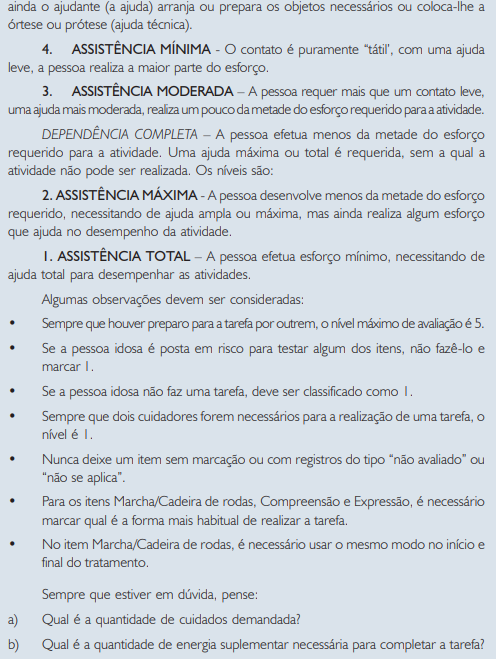 ainda o ajudante (a ajuda) arranja ou prepara os objetos necessários ou coloca-lhe a
órtese ou prótese (ajuda técnica).
4. ASSISTÊNCIA MÍNIMA - O contato é puramente “tátil’, com uma ajuda
leve, a pessoa realiza a maior parte do esforço.
3. ASSISTÊNCIA MODERADA – A pessoa requer mais que um contato leve,
uma ajuda mais moderada, realiza um pouco da metade do esforço requerido para a atividade.
DEPENDÊNCIA COMPLETA – A pessoa efetua menos da metade do esforço
requerido para a atividade. Uma ajuda máxima ou total é requerida, sem a qual a
atividade não pode ser realizada. Os níveis são:
2. ASSISTÊNCIA MÁXIMA - A pessoa desenvolve menos da metade do esforço
requerido, necessitando de ajuda ampla ou máxima, mas ainda realiza algum esforço
que ajuda no desempenho da atividade.
1. ASSISTÊNCIA TOTAL – A pessoa efetua esforço mínimo, necessitando de
ajuda total para desempenhar as atividades.
Algumas observações devem ser consideradas:
• Sempre que houver preparo para a tarefa por outrem, o nível máximo de avaliação é 5.
• Se a pessoa idosa é posta em risco para testar algum dos itens, não fazê-lo e
marcar 1.
• Se a pessoa idosa não faz uma tarefa, deve ser classificado como 1.
• Sempre que dois cuidadores forem necessários para a realização de uma tarefa, o
nível é 1.
• Nunca deixe um item sem marcação ou com registros do tipo “não avaliado” ou
“não se aplica”.
• Para os itens Marcha/Cadeira de rodas, Compreensão e Expressão, é necessário
marcar qual é a forma mais habitual de realizar a tarefa.
• No item Marcha/Cadeira de rodas, é necessário usar o mesmo modo no início e
final do tratamento.
Sempre que estiver em dúvida, pense:
a) Qual é a quantidade de cuidados demandada?
b) Qual é a quantidade de energia suplementar necessária para completar a tarefa?